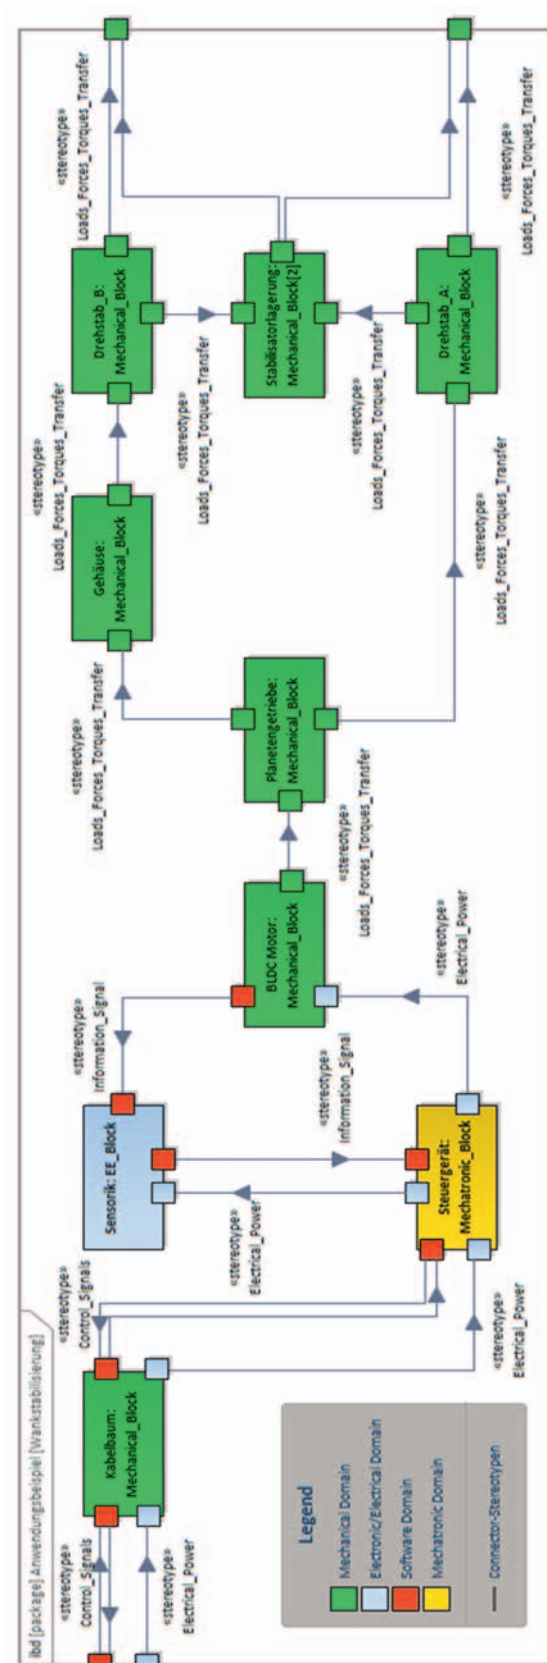 ibd [package] Anwendungsbeispiel [Wankstabilisierung]
«stereotype»
Control_Signals
«stereotype»
Electrical_Power
Kabelbaum:
Mechanical_Block
«stereotype»
Control_Signals
«stereotype»
Electrical_Power
Sensorik: EE_Block
«stereotype»
Electrical_Power
«stereotype»
Information_Signal
Steuergerät:
Mechatronic_Block
«stereotype»
Information_Signal
«stereotype»
Electrical_Power
BLDC Motor:
Mechanical_Block
«stereotype»
Loads_Forces_Torques_Transfer
Planetengetriebe:
Mechanical_Block
«stereotype»
Loads_Forces_Torques_Transfer
Gehäuse:
Mechanical_Block
«stereotype»
Loads_Forces_Torques_Transfer
«stereotype»
Loads_Forces_Torques_Transfer
Drehstab_B:
Mechanical_Block
«stereotype»
Loads_Forces_Torques_Transfer
Stabilisatorlagerung:
Mechanical_Block[2]
«stereotype»
Loads_Forces_Torques_Transfer
Drehstab_A:
Mechanical_Block
«stereotype»
Loads_Forces_Torques_Transfer
«stereotype»
Loads_Forces_Torques_Transfer
Legend
Mechanical Domain
Electronic/Electrical Domain
Software Domain
Mechatronic Domain
Connector-Stereotypen